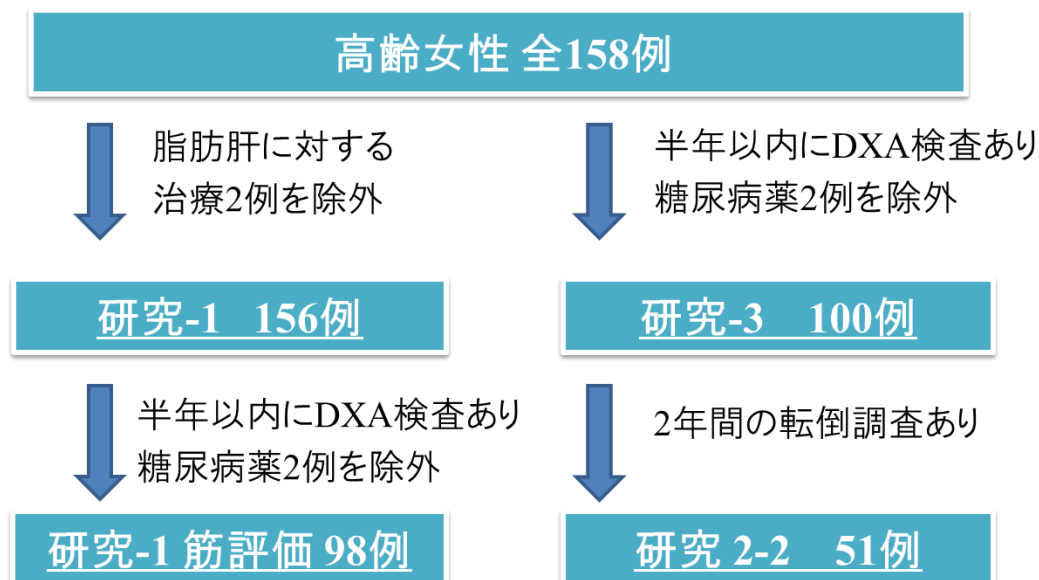 高齢女性 全158例
脂肪肝に対する
治療2例を除外
半年以内にDXA検査あり
糖尿病薬2例を除外
研究-1 156例
研究-3 100例
半年以内にDXA検査あり
糖尿病薬2例を除外
2年間の転倒調査あり
研究-1 筋評価 98例
研究 2-2 51例